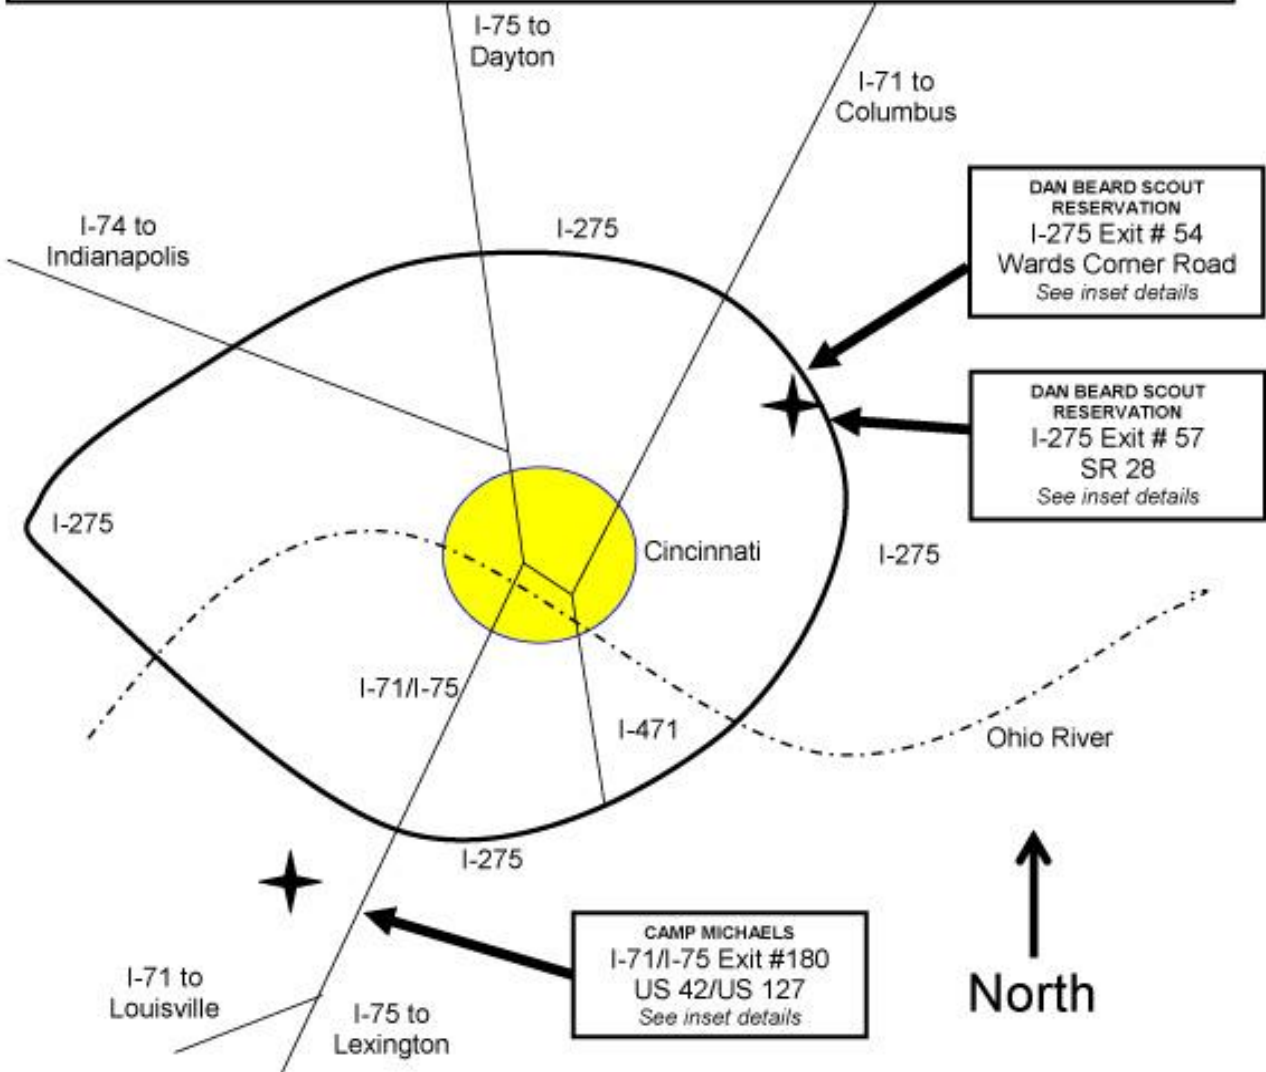 I-75 to
Dayton
I-71 to
Columbus
DAN BEARD SCOUT
RESERVATION
I-275 Exit # 54
Wards Corner Road
See inset details
I-74 to
Indianapolis
I-275
DAN BEARD SCOUT
RESERVATION
I-275 Exit # 57
SR 28
See inset details
I-275
Cincinnati
I-275
I-71/I-75
I-471
Ohio River
I-275
CAMP MICHAELS
I-71/I-75 Exit #180
US 42/US 127
See inset details
North
I-71 to
Louisville
I-75 to
Lexington